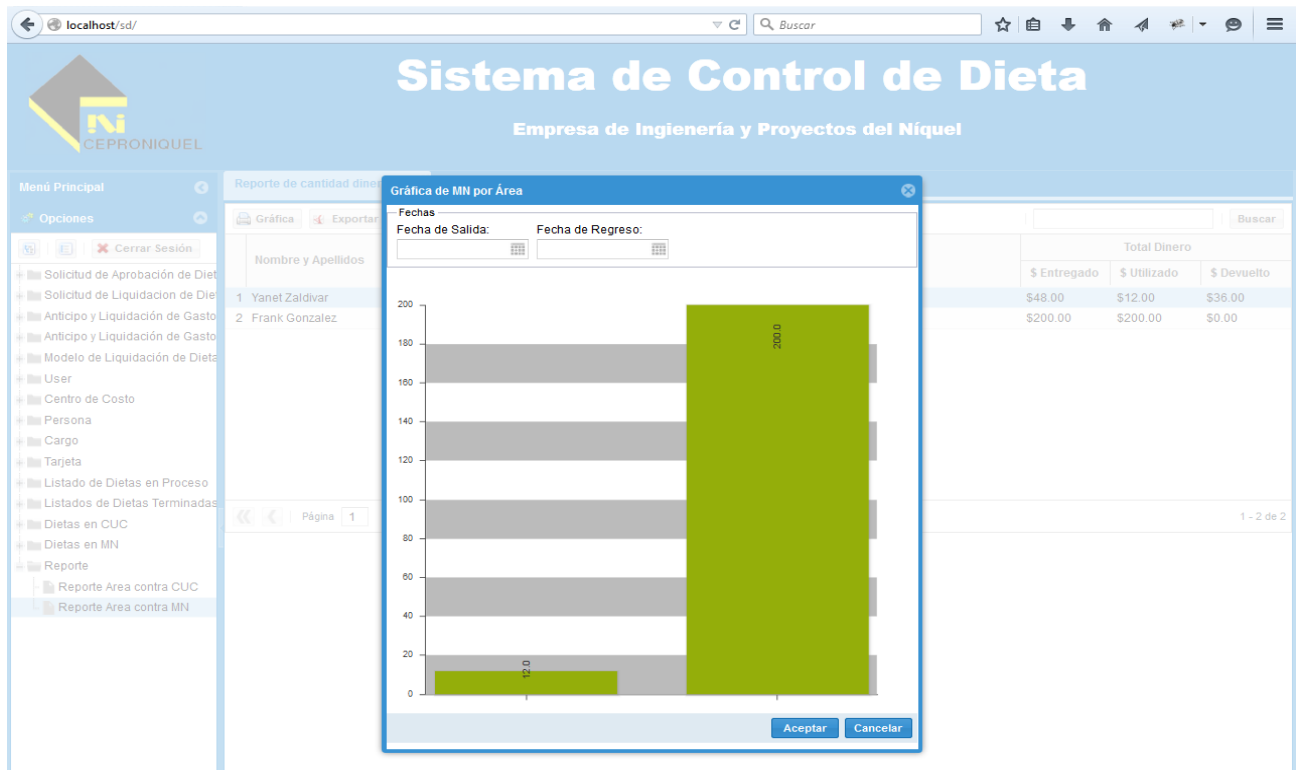 localhost/sd/
Buscar
Sistema de Control de Dieta
Empresa de Ingienería y Proyectos del Níquel
Ni
CEPRONIQUEL
Menú Principal
Opciones
Cerrar Sesión
Solicitud de Aprobación de Diet
Solicitud de Liquidacion de Die
Anticipo y Liquidación de Gasto
Anticipo y Liquidación de Gasto
Modelo de Liquidación de Dieta
User
Centro de Costo
Persona
Cargo
Tarjeta
Listado de Dietas en Proceso
Listados de Dietas Terminadas
Dietas en CUC
Dietas en MN
Reporte
Reporte Area contra CUC
Reporte Area contra MN
Reporte de cantidad diner
Gráfica
Exportar
Buscar
Nombre y Apellidos
Total Dinero
$ Entregado
$ Utilizado
$ Devuelto
1 Yanet Zaldivar
$48.00
$12.00
$36.00
2 Frank Gonzalez
$200.00
$200.00
$0.00
Página 1
1 - 2 de 2
Gráfica de MN por Área
Fechas
Fecha de Salida:
Fecha de Regreso:
200
180
160
140
120
100
80
60
40
20
0
12.0
200.0
Aceptar
Cancelar